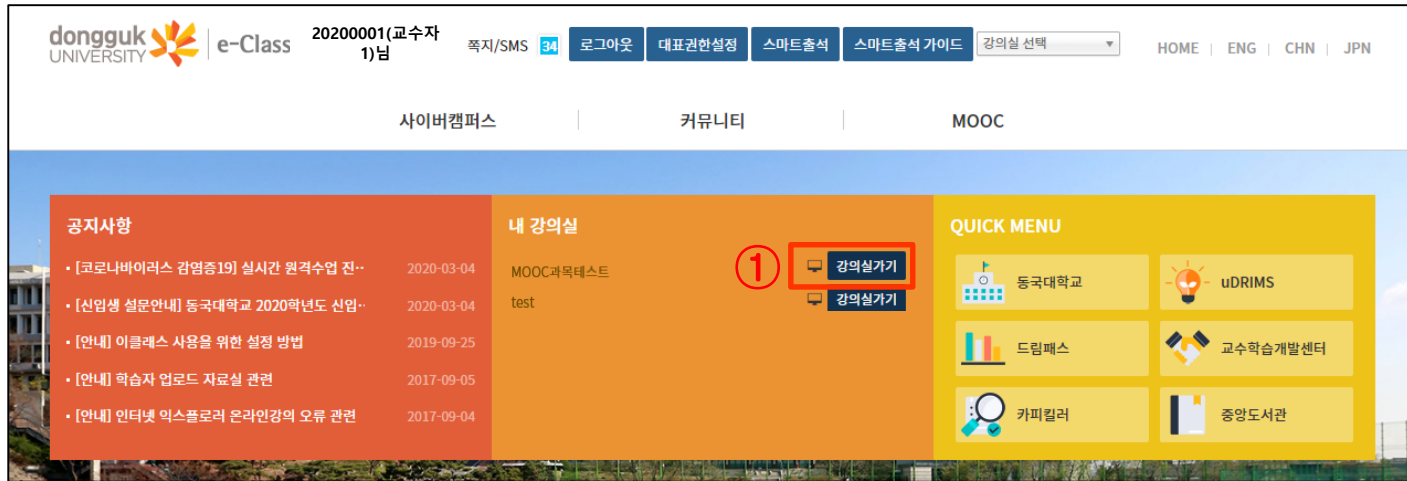 dongguk
UNIVERSITY
e-Class
20200001(교수자
1)님
쪽지/SMS 34 로그아웃 대표권한설정 스마트출석 스마트출석 가이드 강의실 선택
HOME | ENG | CHN | JPN
사이버캠퍼스 커뮤니티 MOOC
공지사항
• [코로나바이러스 감염증19] 실시간 원격수업 진·· 2020-03-04
• [신입생 설문안내] 동국대학교 2020학년도 신입·· 2020-03-04
• [안내] 이클래스 사용을 위한 설정 방법 2019-09-25
• [안내] 학습자 업로드 자료실 관련 2017-09-05
• [안내] 인터넷 익스플로러 온라인강의 오류 관련 2017-09-04
내 강의실
MOOC과목테스트 ① 강의실가기
test 강의실가기
QUICK MENU
동국대학교 uDRIMS
드림패스 교수학습개발센터
카피킬러 중앙도서관